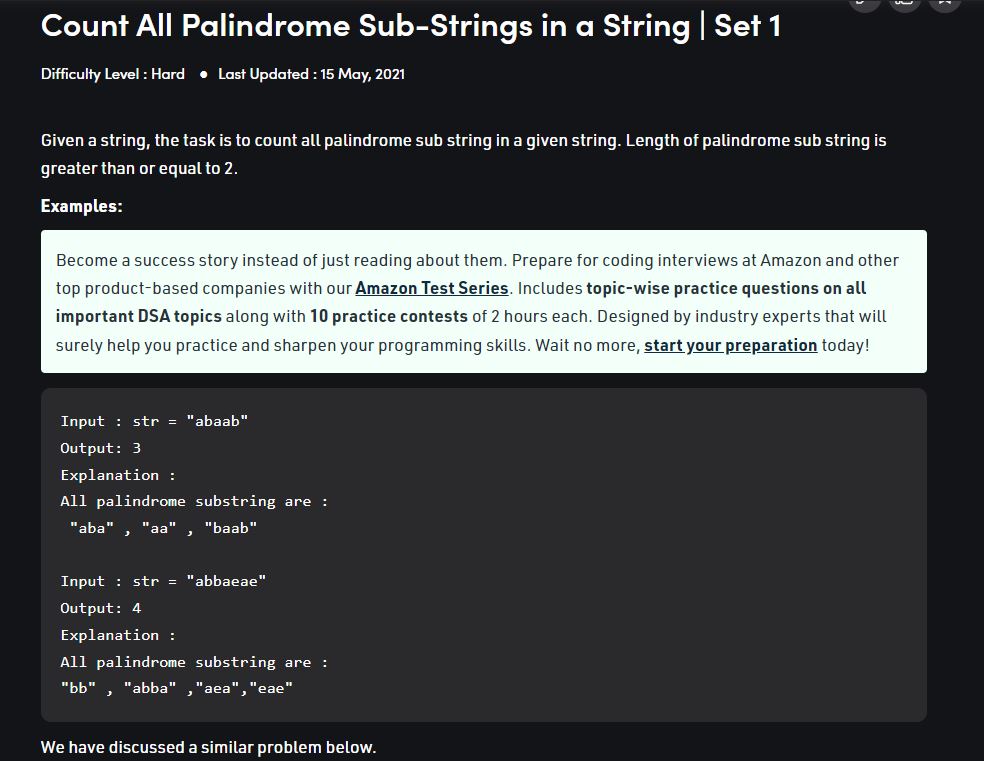 Count All Palindrome Sub-Strings in a String | Set 1
Difficulty Level : Hard ● Last Updated : 15 May, 2021
Given a string, the task is to count all palindrome sub string in a given string. Length of palindrome sub string is
greater than or equal to 2.
Examples:
Become a success story instead of just reading about them. Prepare for coding interviews at Amazon and other
top product-based companies with our Amazon Test Series. Includes topic-wise practice questions on all
important DSA topics along with 10 practice contests of 2 hours each. Designed by industry experts that will
surely help you practice and sharpen your programming skills. Wait no more, start your preparation today!
Input : str = "abaab"
Output: 3
Explanation :
All palindrome substring are :
"aba" , "aa" , "baab"
Input : str = "abbaeae"
Output: 4
Explanation :
All palindrome substring are :
"bb" , "abba" ,"aea","eae"
We have discussed a similar problem below.